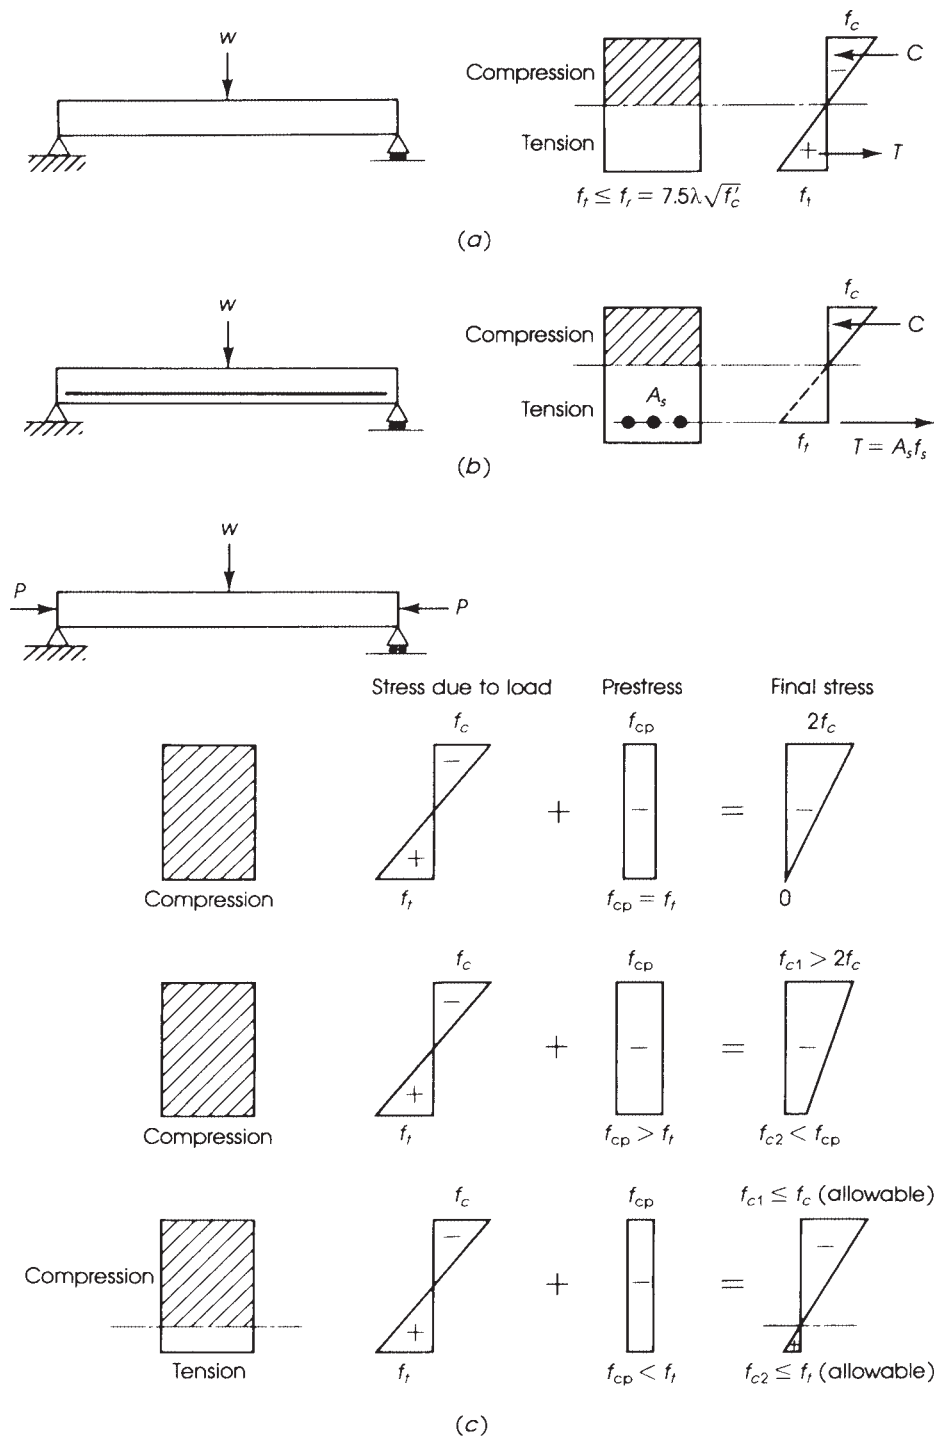 w
f_c
C
Compression
−
Tension
+
T
f_t ≤ f_r = 7.5λ√f'_c
f_t
(a)
w
f_c
Compression
C
A_s
Tension
f_t
T = A_s f_s
(b)
w
P
P
Stress due to load Prestress Final stress
f_c f_cp 2f_c
− + − = −
+
Compression f_t f_cp = f_t 0
f_c f_cp f_c1 > 2f_c
− + − = −
+
Compression f_t f_cp > f_t f_c2 < f_cp
f_c f_cp f_c1 ≤ f_c (allowable)
−
−
Compression + − =
+ +
Tension f_t f_cp < f_t f_c2 ≤ f_t (allowable)
(c)